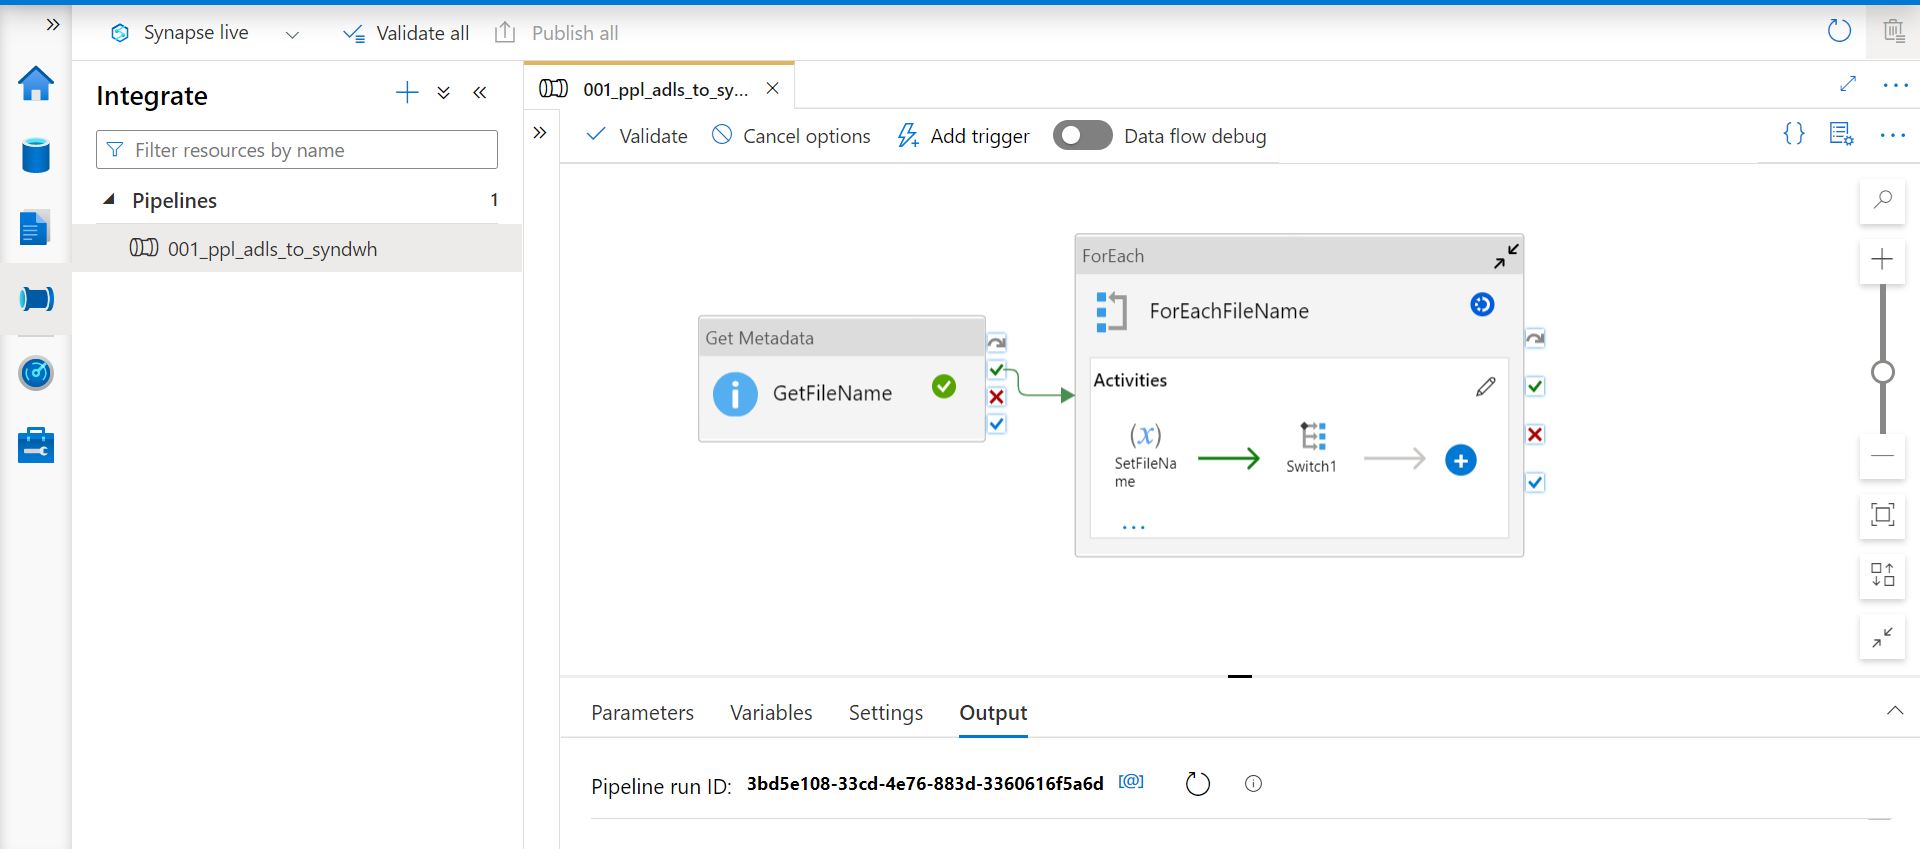 Synapse live
Validate all
Publish all
Integrate
Filter resources by name
Pipelines
1
001_ppl_adls_to_syndwh
001_ppl_adls_to_sy...
Validate
Cancel options
Add trigger
Data flow debug
Get Metadata
GetFileName
ForEach
ForEachFileName
Activities
(x)
SetFileNa
me
Switch1
...
Parameters
Variables
Settings
Output
Pipeline run ID: 3bd5e108-33cd-4e76-883d-3360616f5a6d [@]